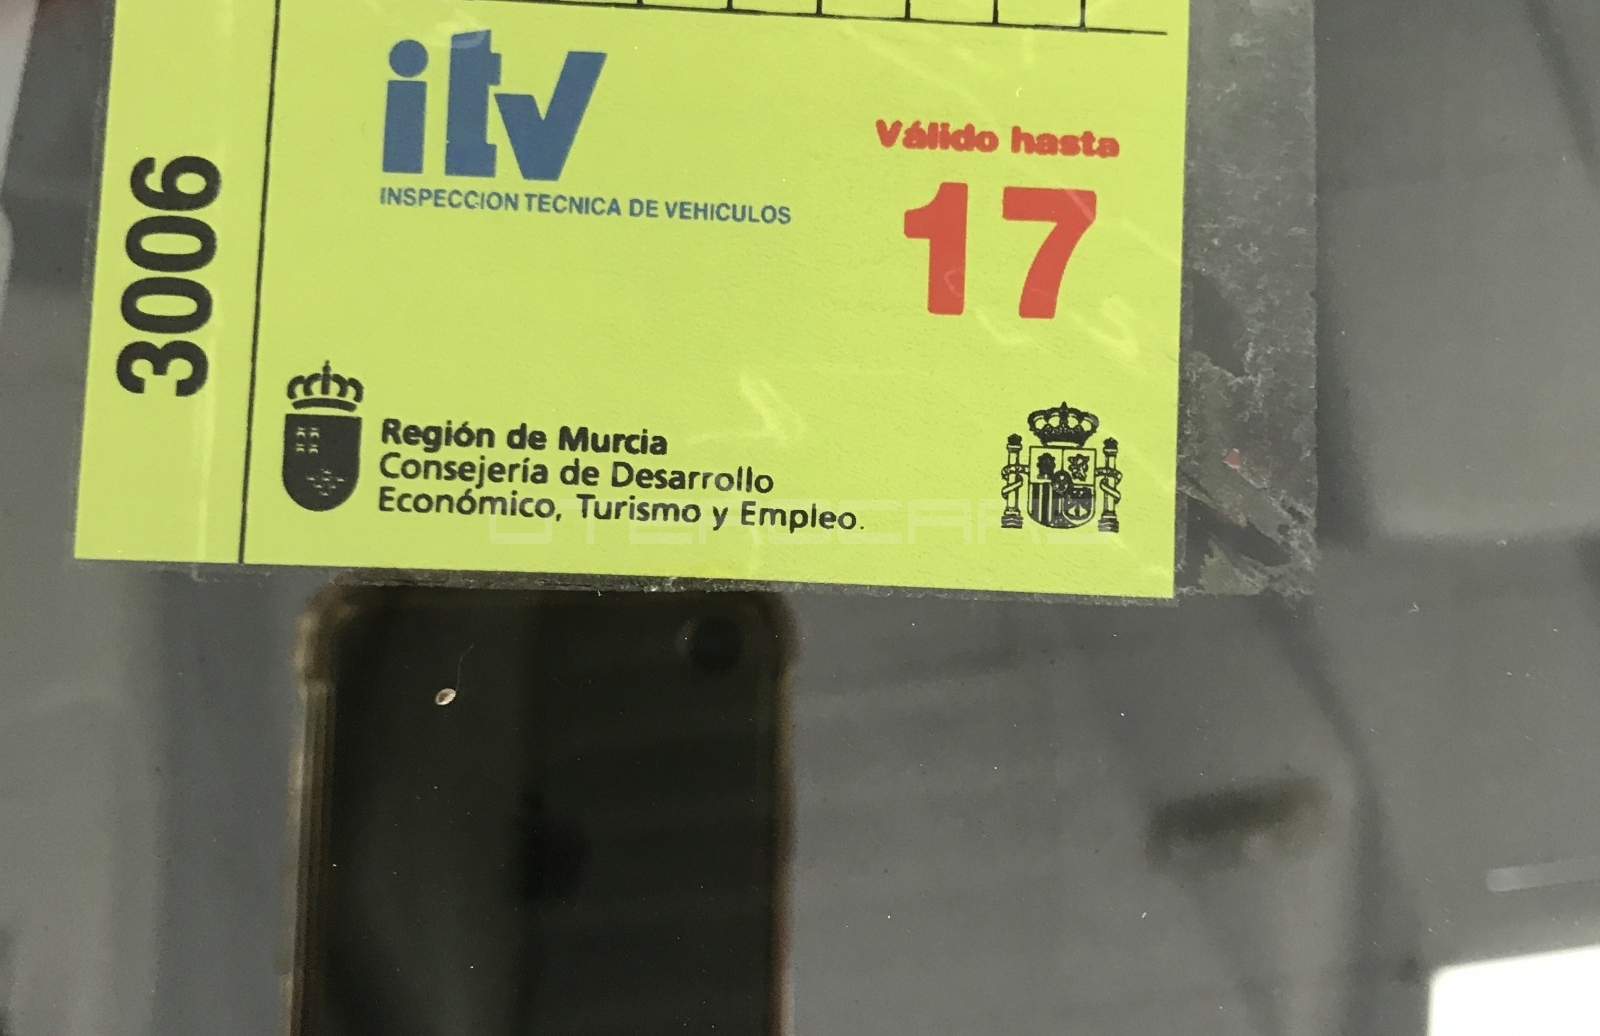 3006
itv
INSPECCION TECNICA DE VEHICULOS
Válido hasta
17
Región de Murcia
Consejería de Desarrollo
Económico, Turismo y Empleo.